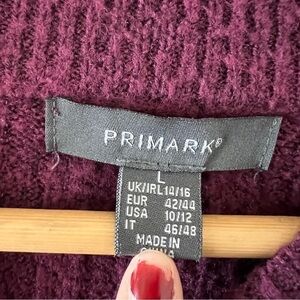 PRIMARK®
L
UK/IRL 14/16
EUR 42/44
USA 10/12
IT 46/48
MADE IN
CHINA